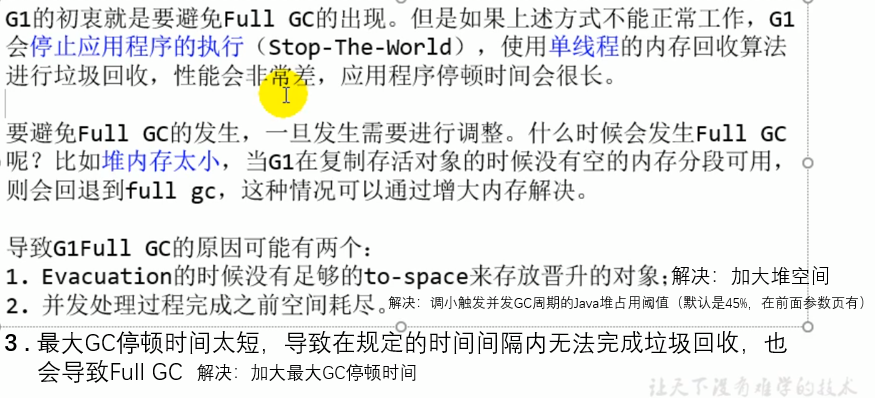 G1的初衷就是要避免Full GC的出现。但是如果上述方式不能正常工作，G1
会停止应用程序的执行（Stop-The-World），使用单线程的内存回收算法
进行垃圾回收，性能会非常差，应用程序停顿时间会很长。
要避免Full GC的发生，一旦发生需要进行调整。什么时候会发生Full GC
呢？比如堆内存太小，当G1在复制存活对象的时候没有空的内存分段可用，
则会回退到full gc，这种情况可以通过增大内存解决。
导致G1Full GC的原因可能有两个：
1. Evacuation的时候没有足够的to-space来存放晋升的对象；解决：加大堆空间
2. 并发处理过程完成之前空间耗尽。解决：调小触发并发GC周期的Java堆占用阈值（默认是45%，在前面参数页有）
3 . 最大GC停顿时间太短，导致在规定的时间间隔内无法完成垃圾回收，也
会导致Full GC 解决：加大最大GC停顿时间
让天下没有难学的技术